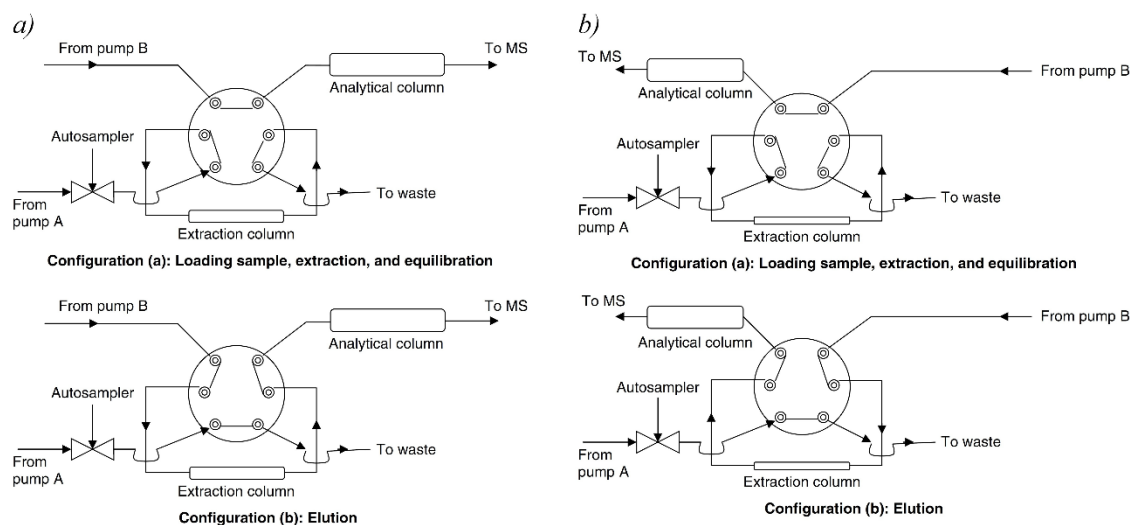 a)
From pump B
To MS
Analytical column
Autosampler
From
pump A
To waste
Extraction column
Configuration (a): Loading sample, extraction, and equilibration
From pump B
To MS
Analytical column
Autosampler
From
pump A
To waste
Extraction column
Configuration (b): Elution
b)
To MS
From pump B
Analytical column
Autosampler
From
pump A
To waste
Extraction column
Configuration (a): Loading sample, extraction, and equilibration
To MS
From pump B
Analytical column
Autosampler
From
pump A
To waste
Extraction column
Configuration (b): Elution